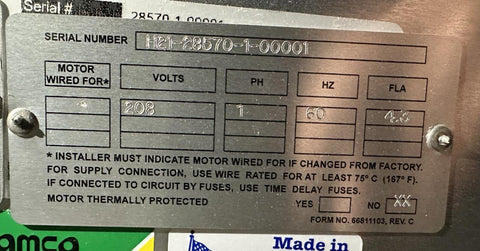 Serial #
28570-1-00001
SERIAL NUMBER H21-28570-1-00001
MOTOR WIRED FOR* VOLTS PH HZ FLA
* 208 1 60
* INSTALLER MUST INDICATE MOTOR WIRED FOR IF CHANGED FROM FACTORY.
FOR SUPPLY CONNECTION, USE WIRE RATED FOR AT LEAST 75° C (167° F).
IF CONNECTED TO CIRCUIT BY FUSES, USE TIME DELAY FUSES.
MOTOR THERMALLY PROTECTED YES NO XX
FORM NO. 66811103, REV. C
amco
Made in